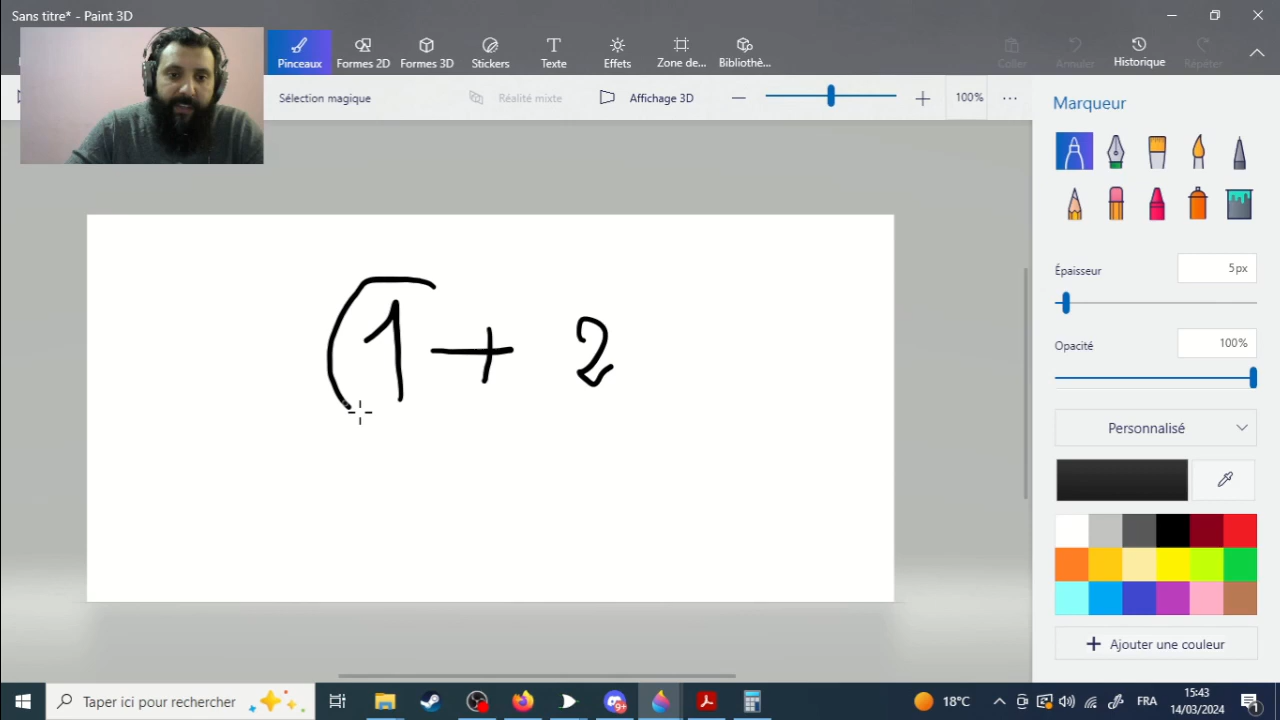 Sans titre* - Paint 3D
Pinceaux
Formes 2D
Formes 3D
Stickers
Texte
Effets
Zone de...
Bibliothè...
Coller
Annuler
Historique
Répéter
Sélection magique
Réalité mixte
Affichage 3D
100%
Marqueur
Épaisseur
5px
Opacité
100%
Personnalisé
Ajouter une couleur
(1 + 2
Taper ici pour rechercher
9+
18°C
FRA
15:43
14/03/2024
1